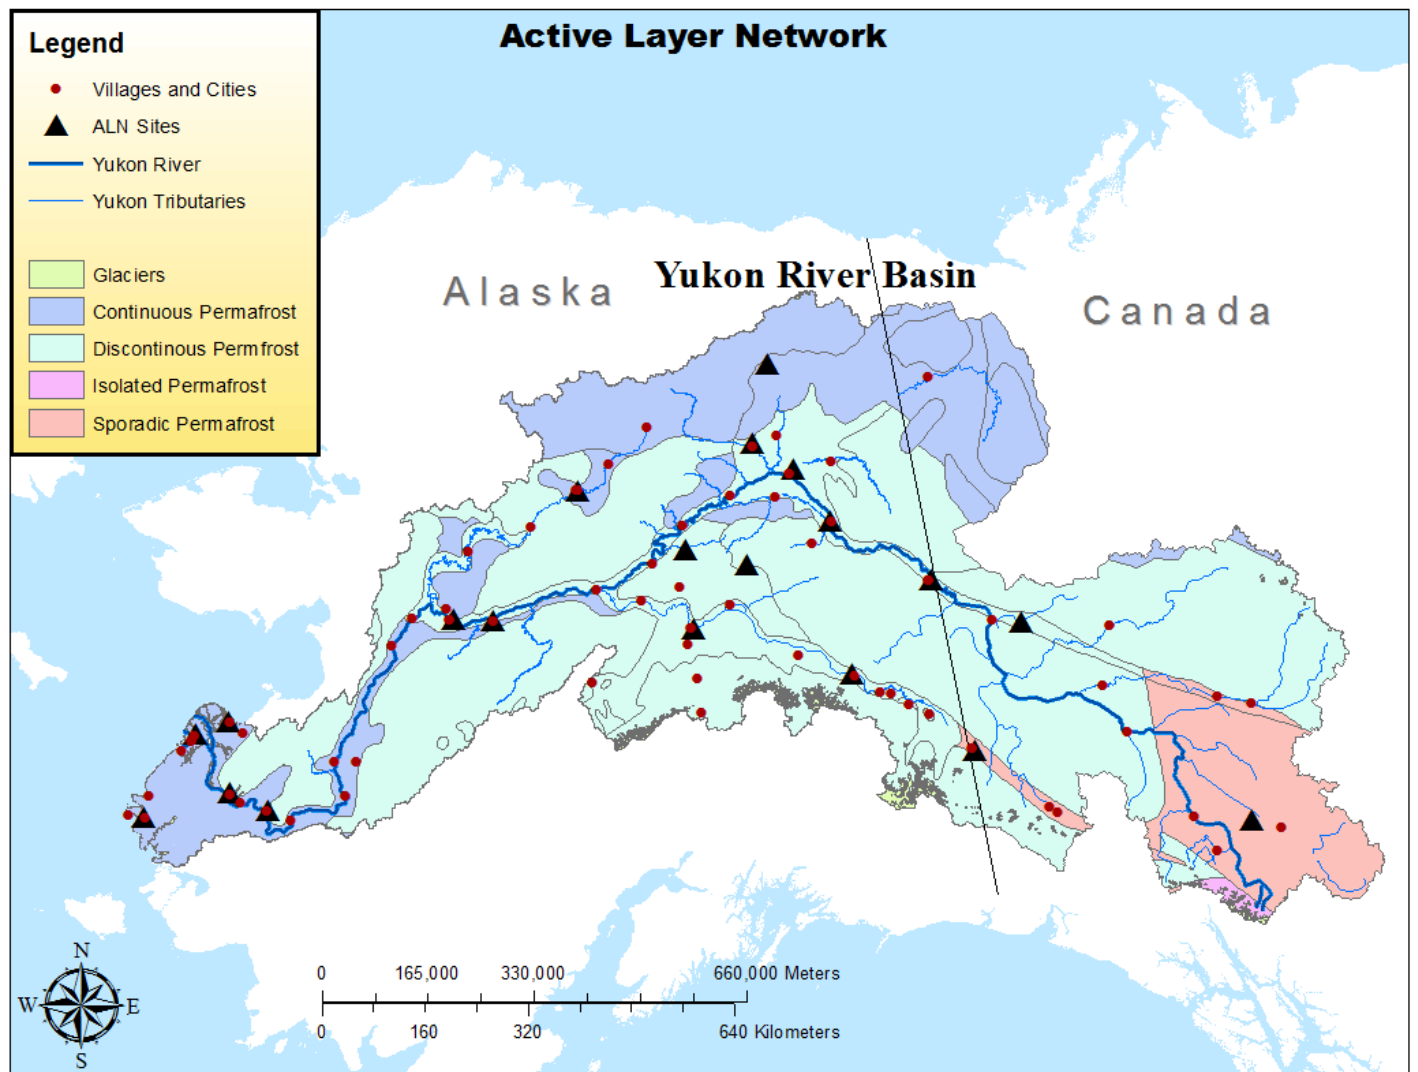 Active Layer Network
Legend
Villages and Cities
ALN Sites
Yukon River
Yukon Tributaries
Glaciers
Continuous Permafrost
Discontinous Permfrost
Isolated Permafrost
Sporadic Permafrost
Alaska
Yukon River Basin
Canada
N
W E
S
0 165,000 330,000 660,000 Meters
0 160 320 640 Kilometers